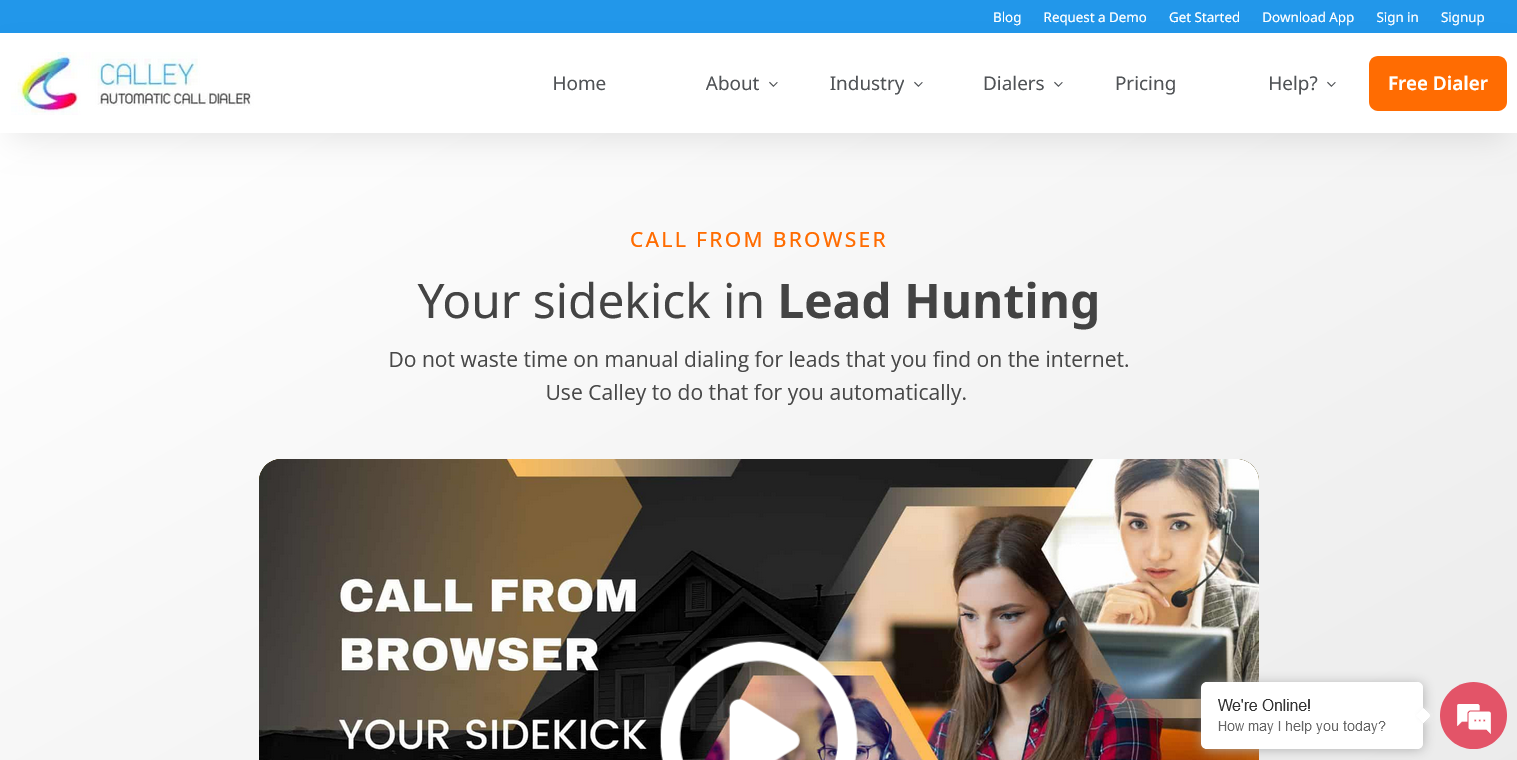 Blog Request a Demo Get Started Download App Sign in Signup
CALLEY
AUTOMATIC CALL DIALER
Home About Industry Dialers Pricing Help? Free Dialer
CALL FROM BROWSER
Your sidekick in Lead Hunting
Do not waste time on manual dialing for leads that you find on the internet.
Use Calley to do that for you automatically.
CALL FROM
BROWSER
YOUR SIDEKICK
We're Online!
How may I help you today?